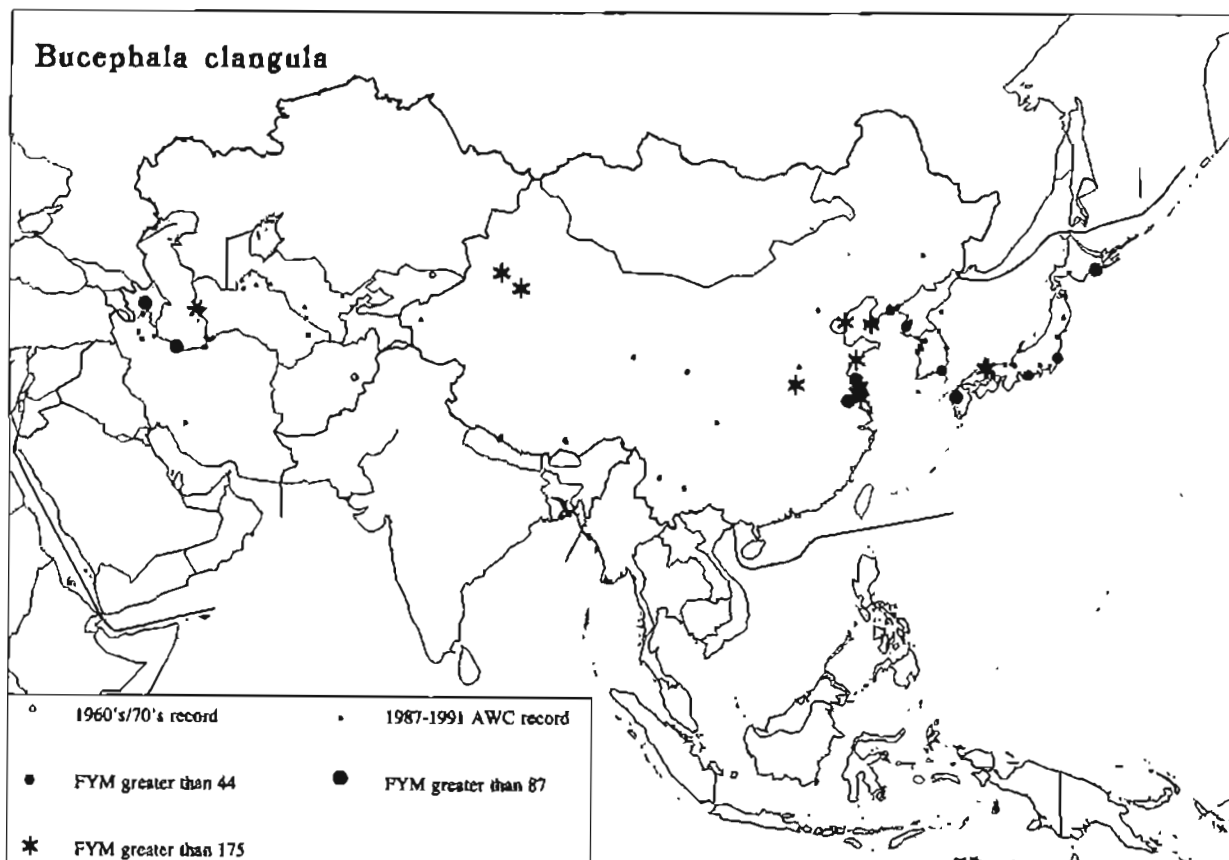 Bucephala clangula
1960's/70's record
1987-1991 AWC record
FYM greater than 44
FYM greater than 87
FYM greater than 175